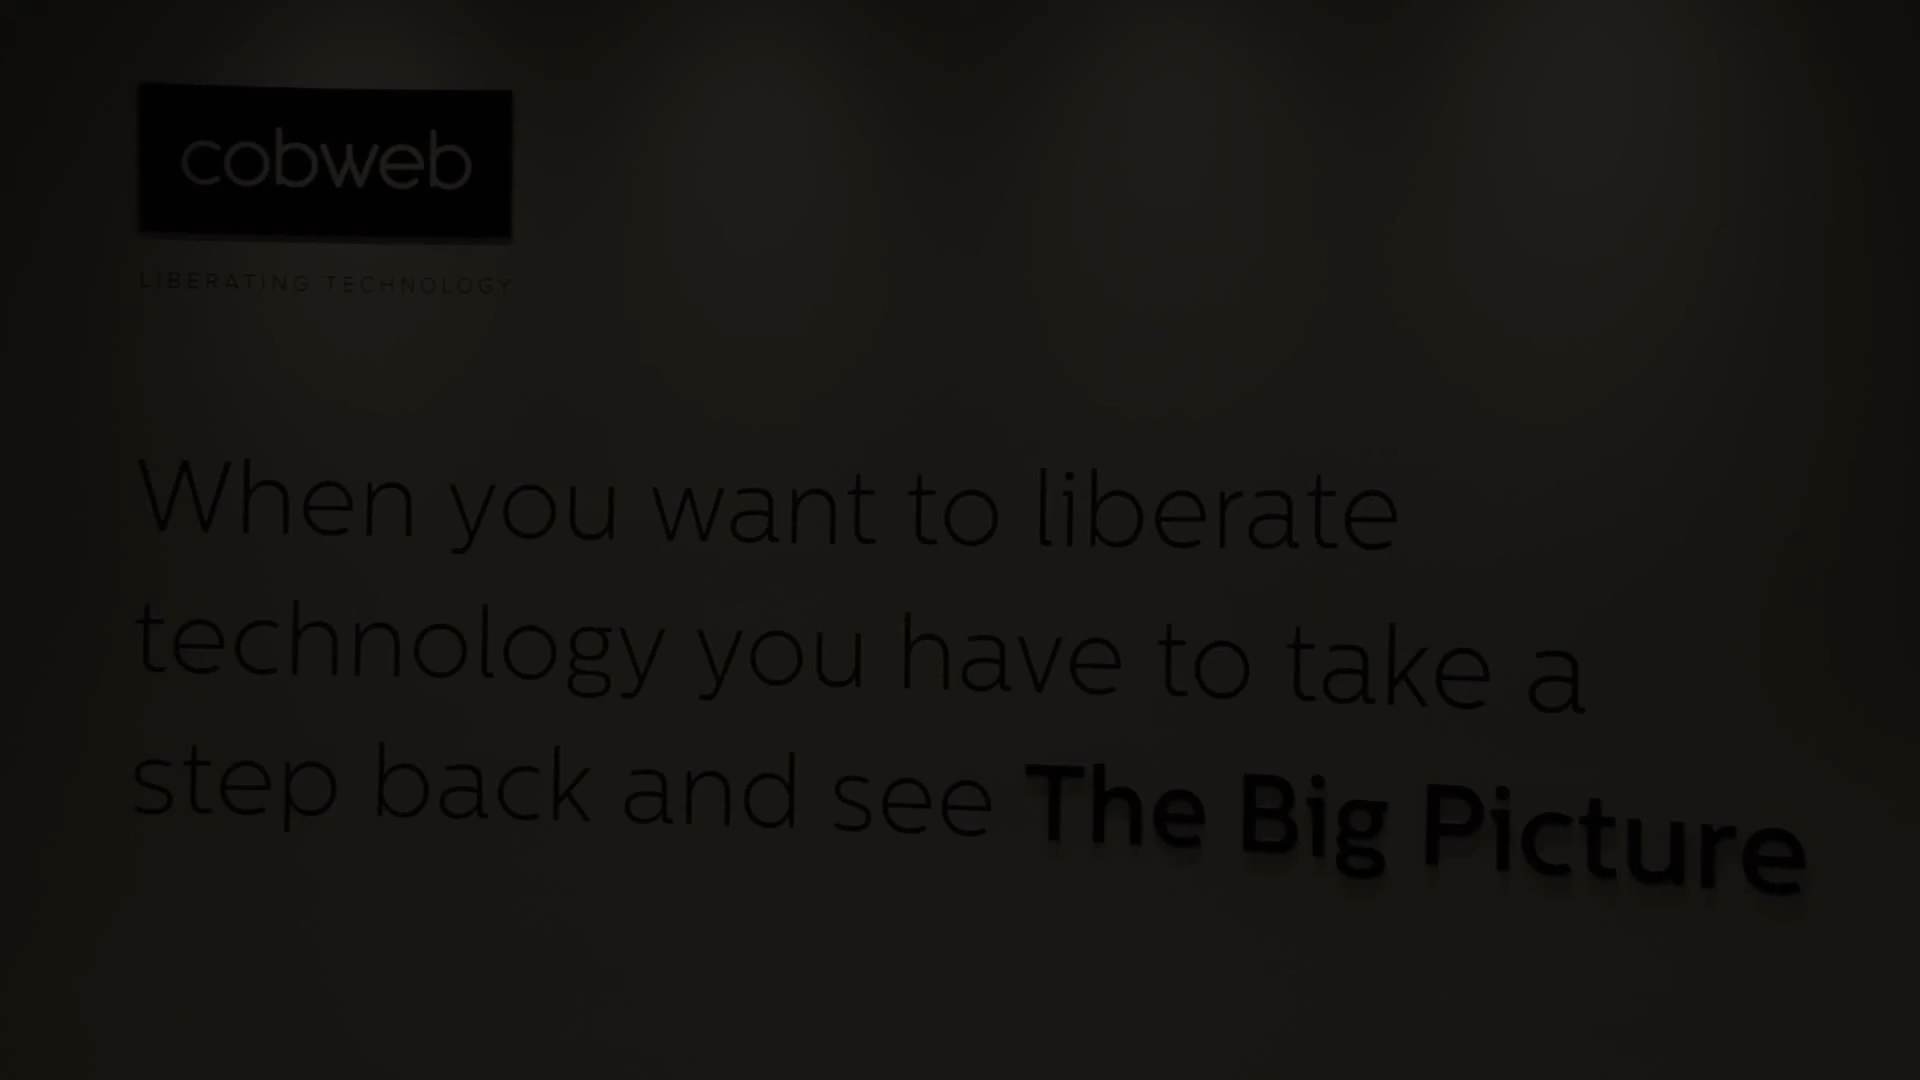 cobweb
LIBERATING TECHNOLOGY
When you want to liberate
technology you have to take a
step back and see The Big Picture